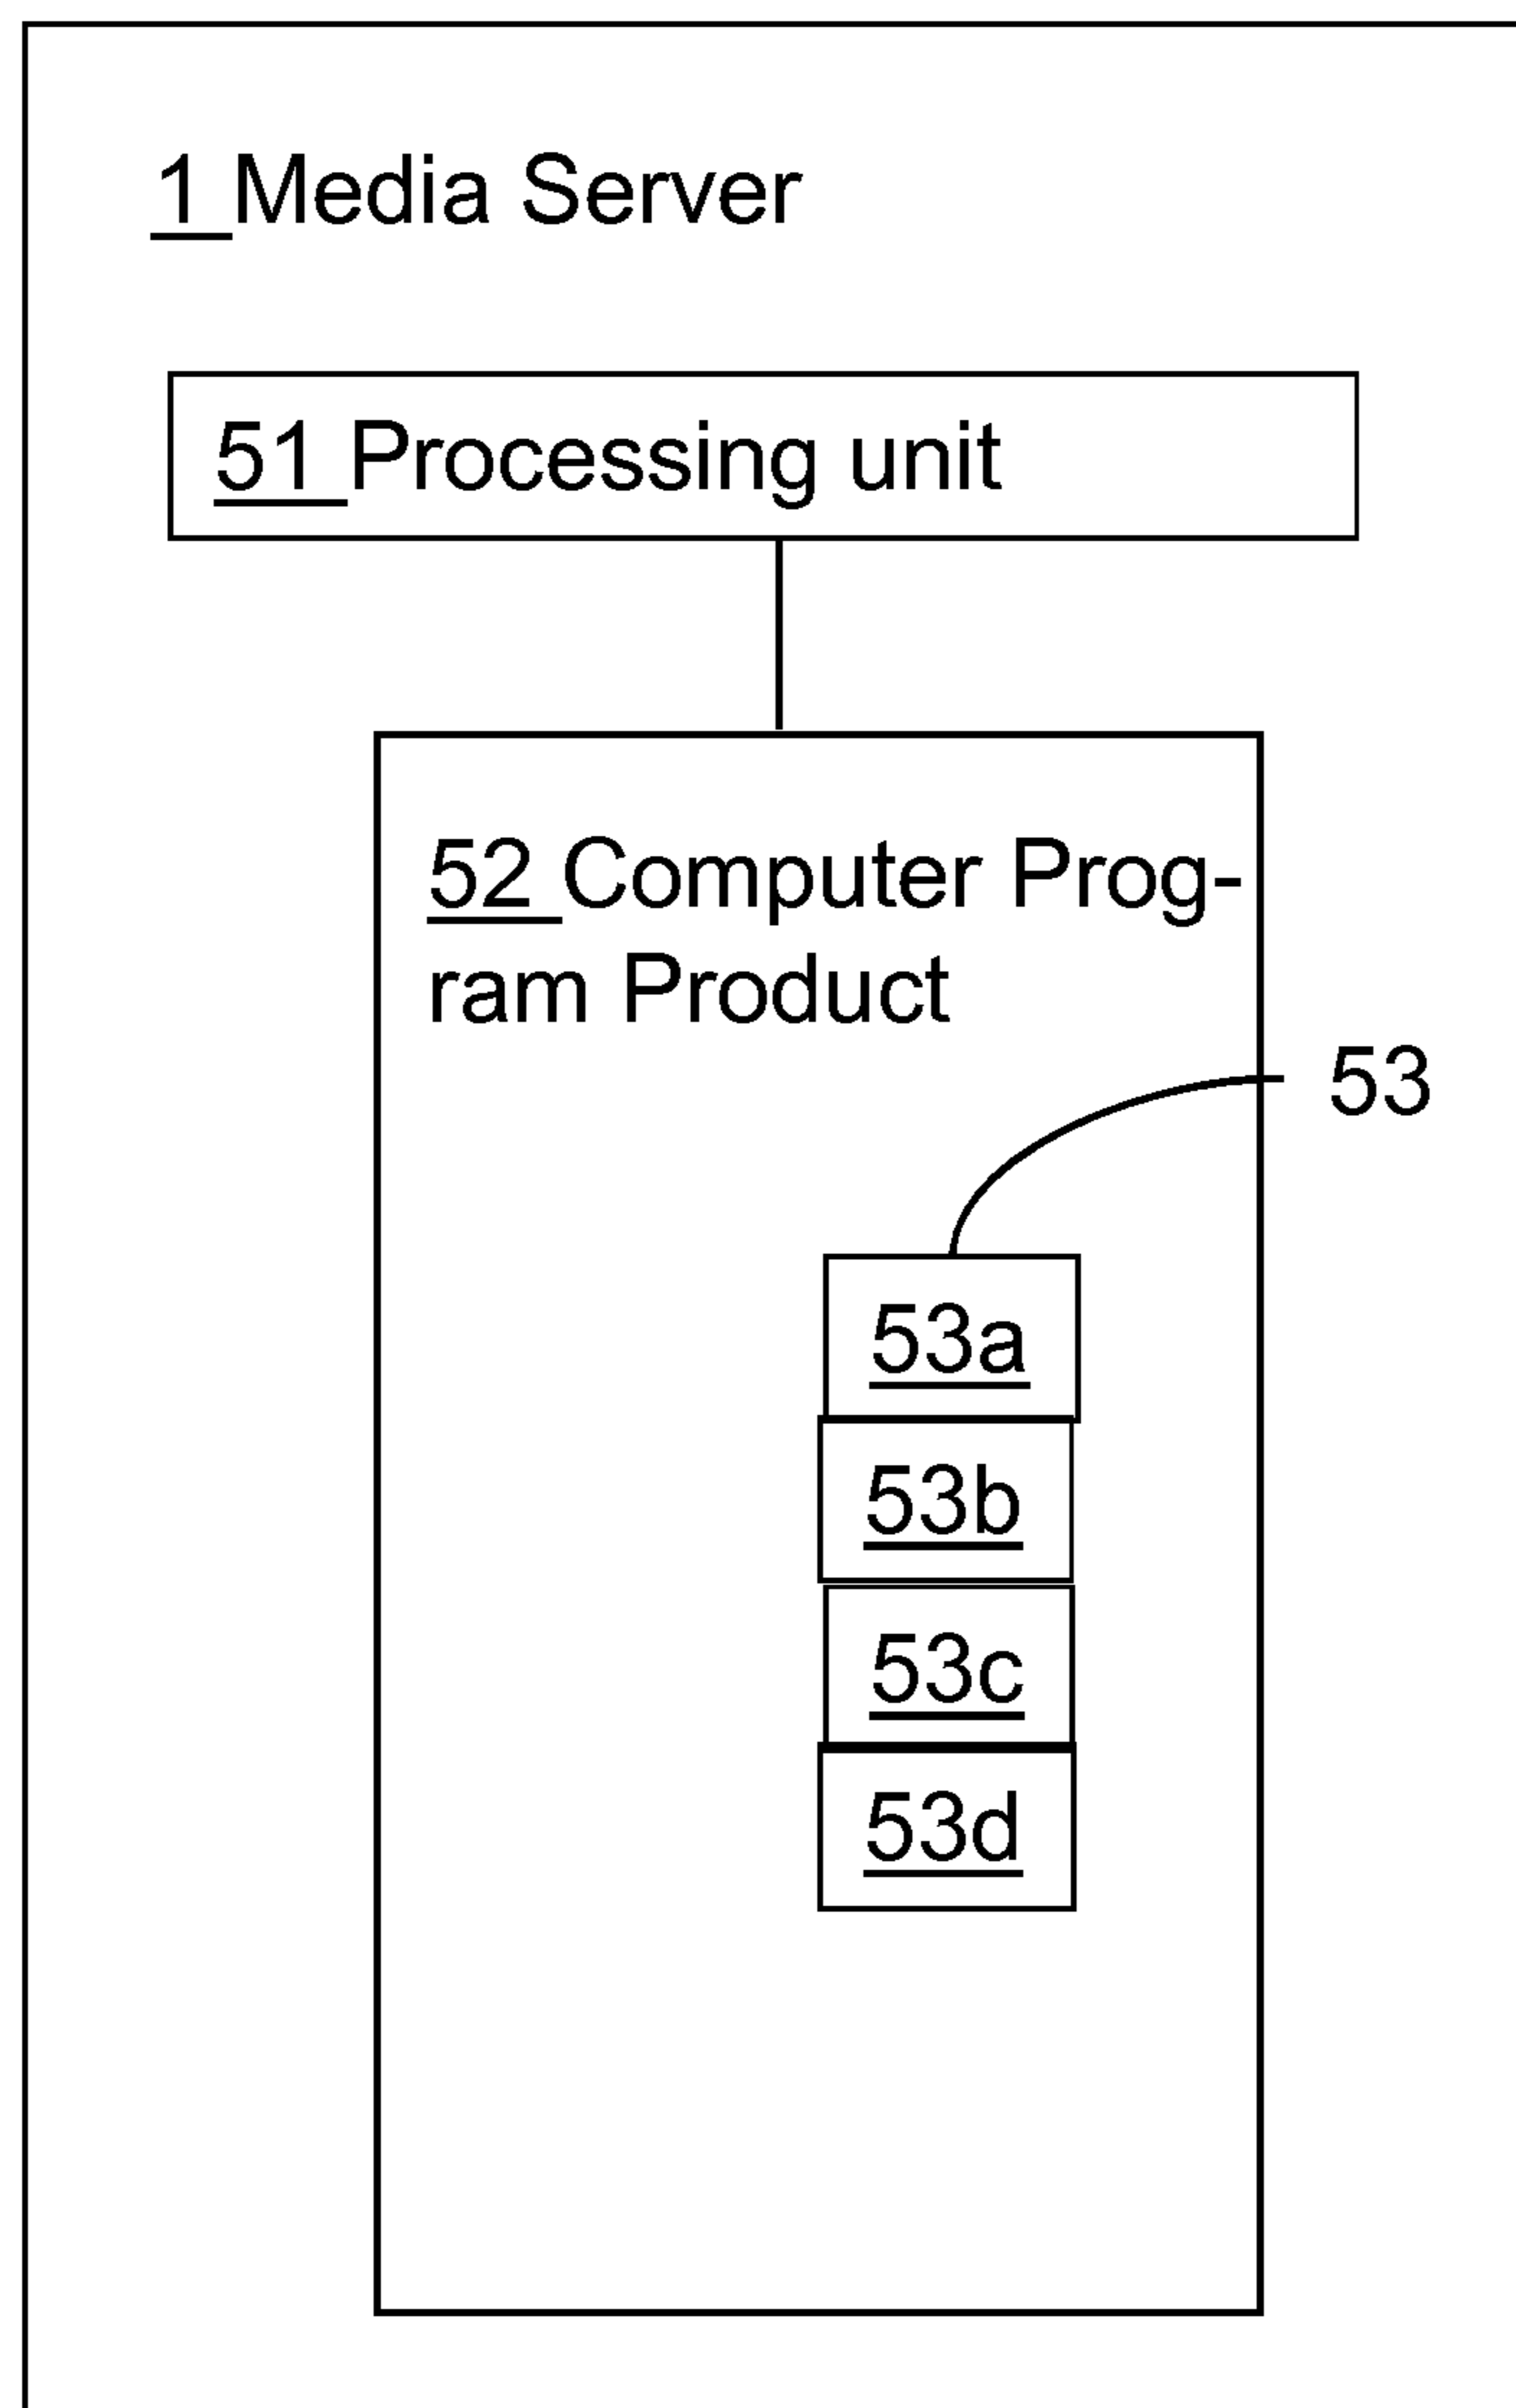 1 Media Server
51 Processing unit
52 Computer Prog-
ram Product
53
53a
53b
53c
53d